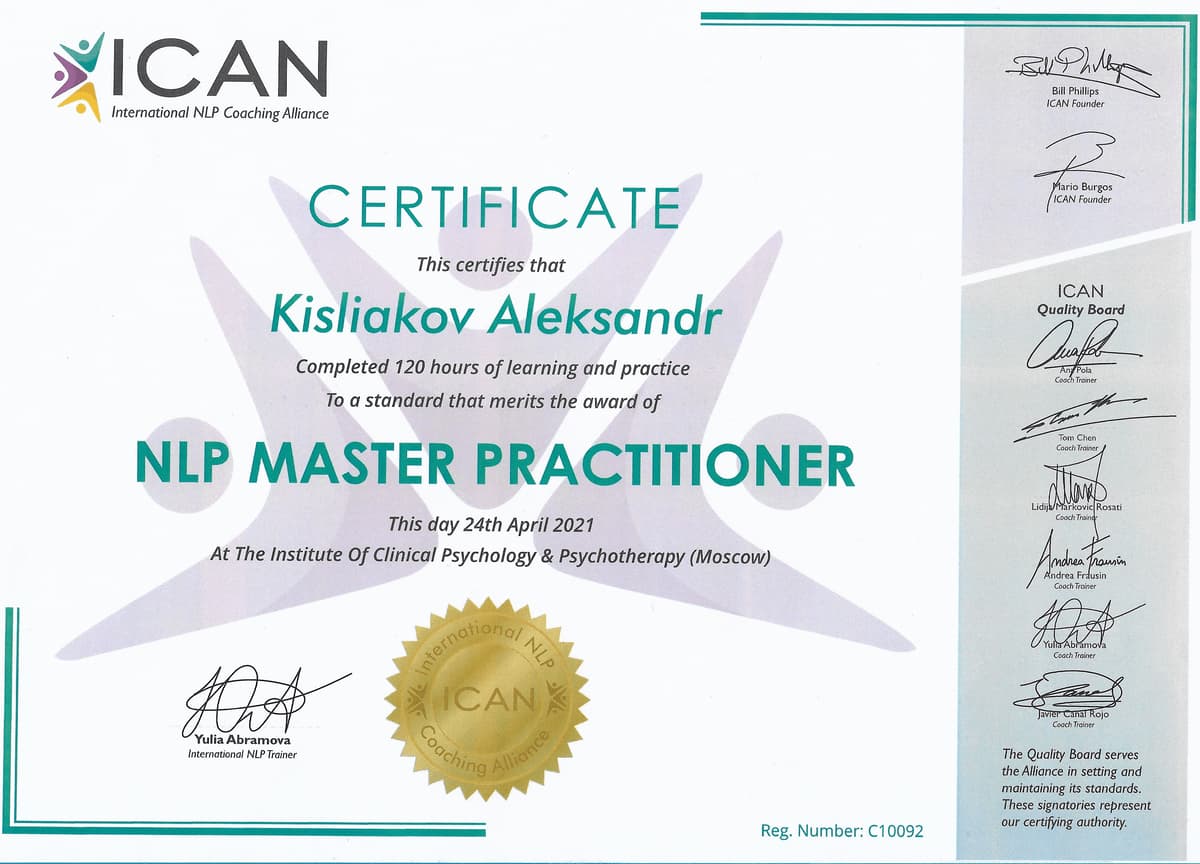 ICAN
International NLP Coaching Alliance
CERTIFICATE
This certifies that
Kisliakov Aleksandr
Completed 120 hours of learning and practice
To a standard that merits the award of
NLP MASTER PRACTITIONER
This day 24th April 2021
At The Institute Of Clinical Psychology & Psychotherapy (Moscow)
Yulia Abramova
International NLP Trainer
International NLP
ICAN
Coaching Alliance
Reg. Number: C10092
Bill Phillips
Bill Phillips
ICAN Founder
Mario Burgos
ICAN Founder
ICAN
Quality Board
Ana Pola
Coach Trainer
Tom Chen
Coach Trainer
Lidija Markovic Rosati
Coach Trainer
Andrea Frausin
Andrea Frausin
Coach Trainer
Yulia Abramova
Coach Trainer
Javier Canal Rojo
Coach Trainer
The Quality Board serves
the Alliance in setting and
maintaining its standards.
These signatories represent
our certifying authority.